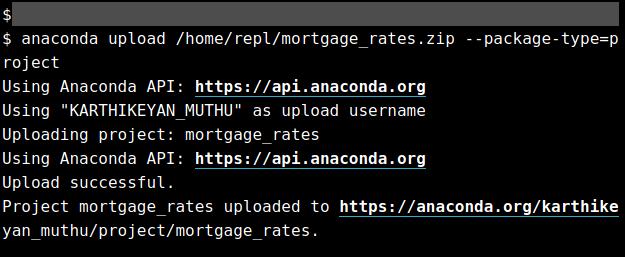 $
$ anaconda upload /home/repl/mortgage_rates.zip --package-type=p
roject
Using Anaconda API: https://api.anaconda.org
Using "KARTHIKEYAN_MUTHU" as upload username
Uploading project: mortgage_rates
Using Anaconda API: https://api.anaconda.org
Upload successful.
Project mortgage_rates uploaded to https://anaconda.org/karthike
yan_muthu/project/mortgage_rates.